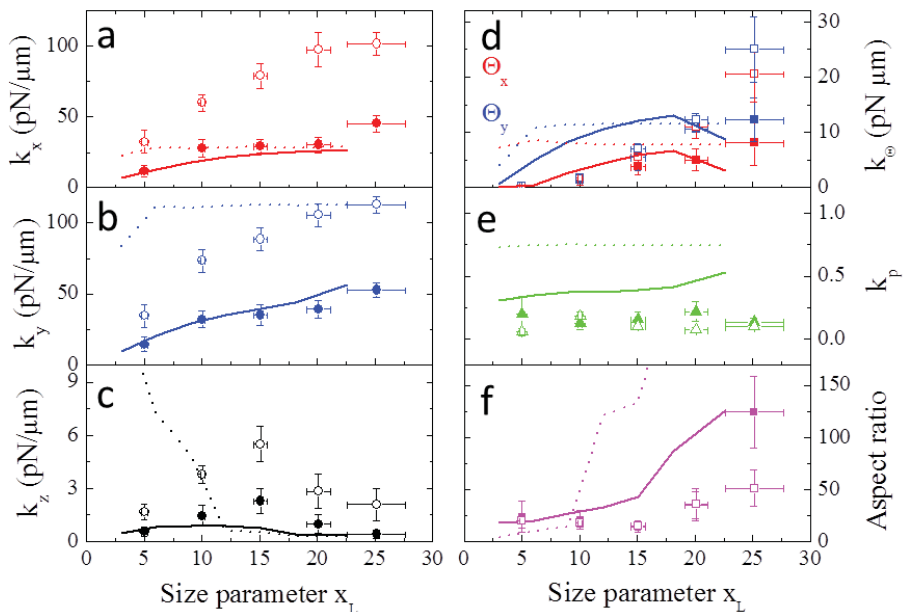 a
k_x (pN/μm)
100
50
0
b
k_y (pN/μm)
100
50
0
c
k_z (pN/μm)
9
6
3
0
0 5 10 15 20 25 30
Size parameter x_L
d
Θ_x
Θ_y
30
20
10
0
k_Θ (pN μm)
e
1.0
0.5
0.0
k_p
f
150
100
50
0
Aspect ratio
0 5 10 15 20 25 30
Size parameter x_L